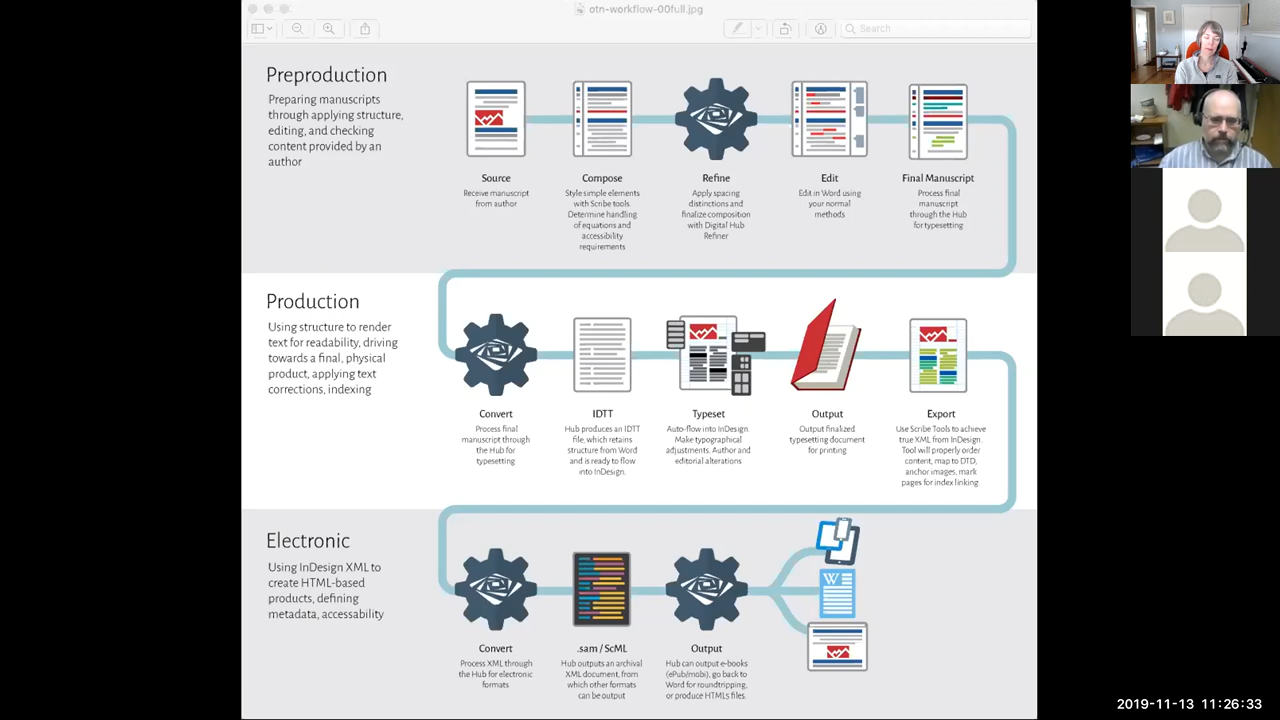 otn-workflow-00full.jpg
Search
Preproduction
Preparing manuscripts
through applying structure,
editing, and checking
content provided by an
author
Source
Receive manuscript
from author
Compose
Style simple elements
with Scribe tools.
Determine handling
of equations and
accessibility
requirements
Refine
Apply spacing
distinctions and
finalize composition
with Digital Hub
Refiner
Edit
Edit in Word using
your normal
methods
Final Manuscript
Process final
manuscript
through the Hub
for typesetting
Production
Using structure to render
text for readability, driving
towards a final, physical
product, applying text
corrections, indexing
Convert
Process final
manuscript through
the Hub for
typesetting
IDTT
Hub produces an IDTT
file, which retains
structure from Word
and is ready to flow
into InDesign.
Typeset
Auto-flow into InDesign.
Make typographical
adjustments. Author and
editorial alterations
Output
Output finalized
typesetting document
for printing
Export
Use Scribe Tools to achieve
true XML from InDesign.
Tool will properly order
content, map to DTD,
anchor images, mark
pages for index linking
Electronic
Using InDesign XML to
create HTML-based
products, fining
metadata, accessability
Convert
Process XML through
the Hub for electronic
formats
.sam / ScML
Hub outputs an archival
XML document, from
which other formats
can be output
Output
Hub can output e-books
(ePub/mobi), go back to
Word for roundtripping,
or produce HTMLs files.
W
2019-11-13 11:26:33